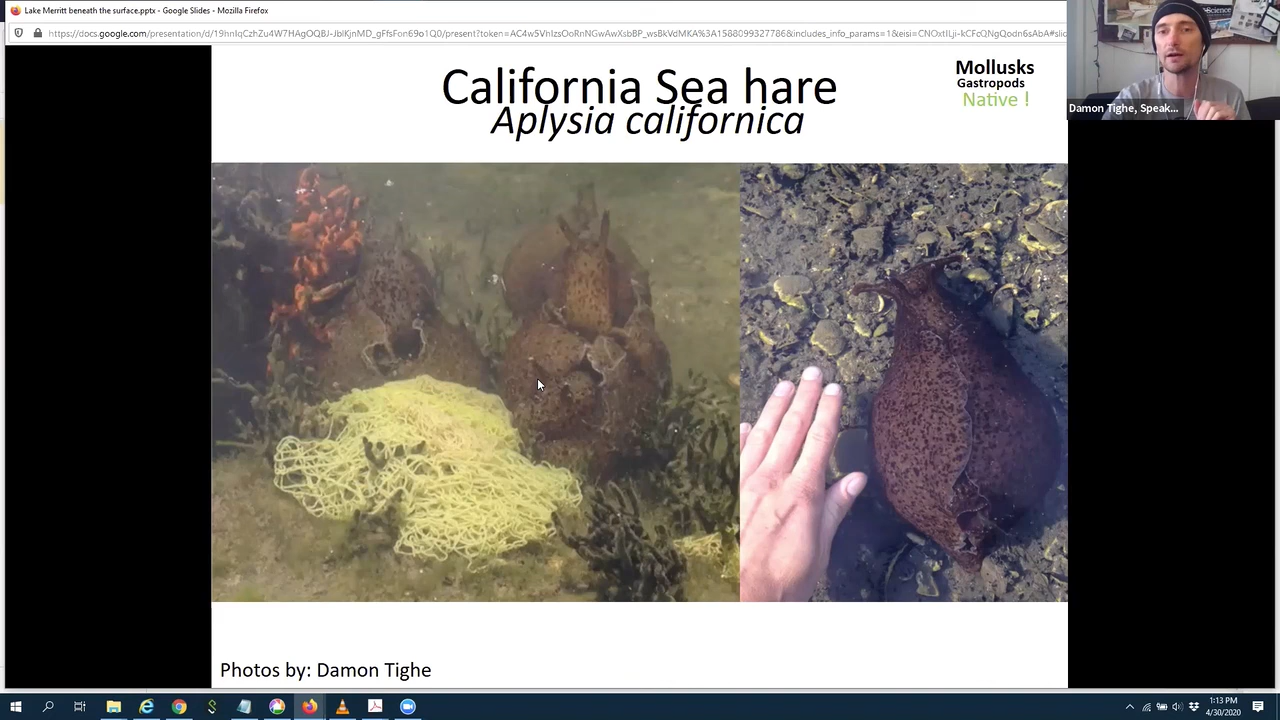 Lake Merritt beneath the surface.pptx - Google Slides - Mozilla Firefox
California Sea hare
Aplysia californica
Mollusks
Gastropods
Native !
Damon Tighe, Speak...
Photos by: Damon Tighe
1:13 PM
4/30/2020